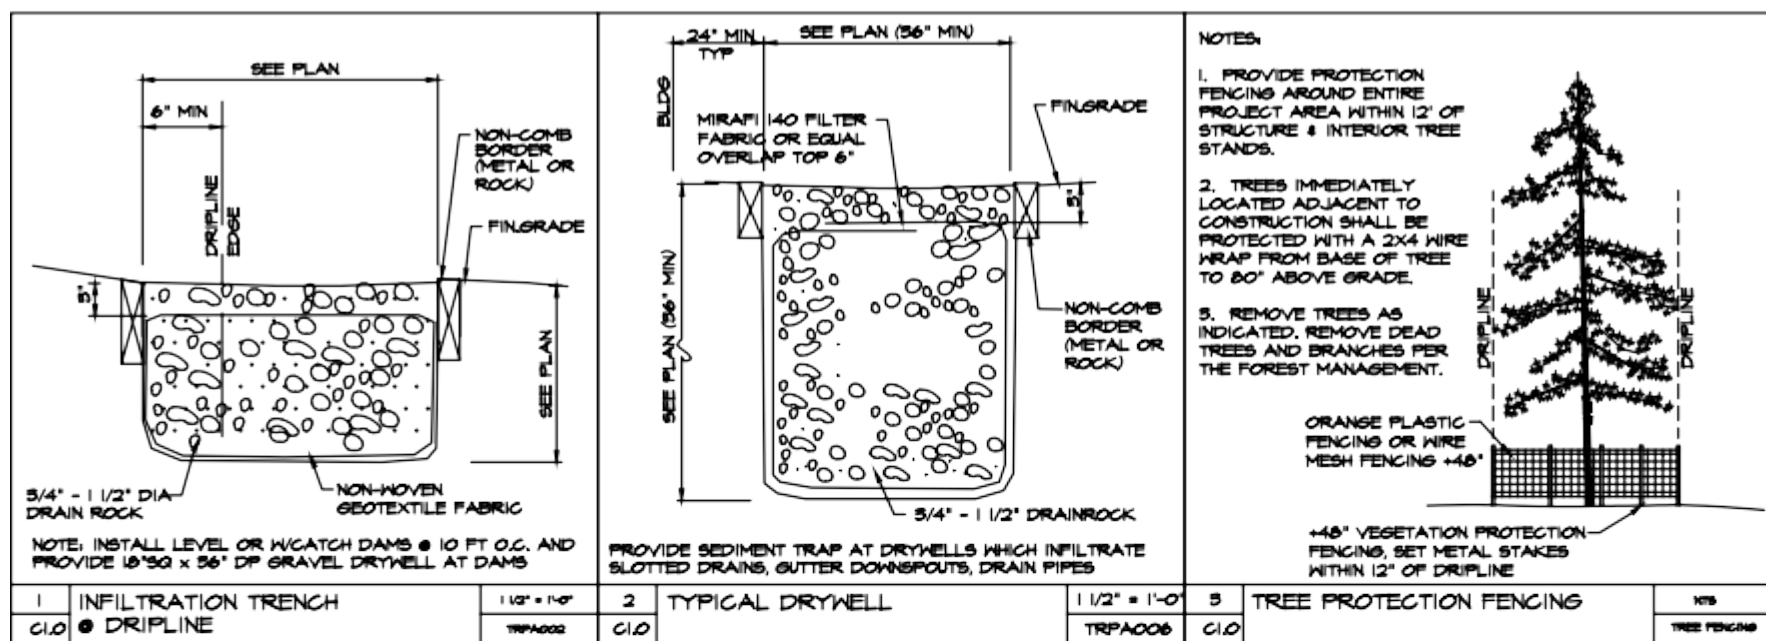 SEE PLAN
6" MIN
DRIPLINE
EDGE
NON-COMB
BORDER
(METAL OR
ROCK)
FIN.GRADE
3"
SEE PLAN
3/4" - 1 1/2" DIA
DRAIN ROCK
NON-WOVEN
GEOTEXTILE FABRIC
NOTE: INSTALL LEVEL OR W/CATCH DAMS @ 10 FT O.C. AND
PROVIDE 18"SQ x 36" DP GRAVEL DRYWELL AT DAMS
1
C1.0
INFILTRATION TRENCH
@ DRIPLINE
1 1/2" = 1'-0"
TRPA002
24" MIN
TYP
SEE PLAN (36" MIN)
BLDG
MIRAFI 140 FILTER
FABRIC OR EQUAL
OVERLAP TOP 6"
FIN.GRADE
3"
SEE PLAN (36" MIN)
NON-COMB
BORDER
(METAL OR
ROCK)
3/4" - 1 1/2" DRAINROCK
PROVIDE SEDIMENT TRAP AT DRYWELLS WHICH INFILTRATE
SLOTTED DRAINS, GUTTER DOWNSPOUTS, DRAIN PIPES
2
C1.0
TYPICAL DRYWELL
1 1/2" = 1'-0"
TRPA006
NOTES:
1. PROVIDE PROTECTION
FENCING AROUND ENTIRE
PROJECT AREA WITHIN 12' OF
STRUCTURE & INTERIOR TREE
STANDS.
2. TREES IMMEDIATELY
LOCATED ADJACENT TO
CONSTRUCTION SHALL BE
PROTECTED WITH A 2X4 WIRE
WRAP FROM BASE OF TREE
TO 80" ABOVE GRADE.
3. REMOVE TREES AS
INDICATED. REMOVE DEAD
TREES AND BRANCHES PER
THE FOREST MANAGEMENT.
DRIPLINE
DRIPLINE
ORANGE PLASTIC
FENCING OR WIRE
MESH FENCING +48"
+48" VEGETATION PROTECTION
FENCING, SET METAL STAKES
WITHIN 12" OF DRIPLINE
3
C1.0
TREE PROTECTION FENCING
NTS
TREE FENCING